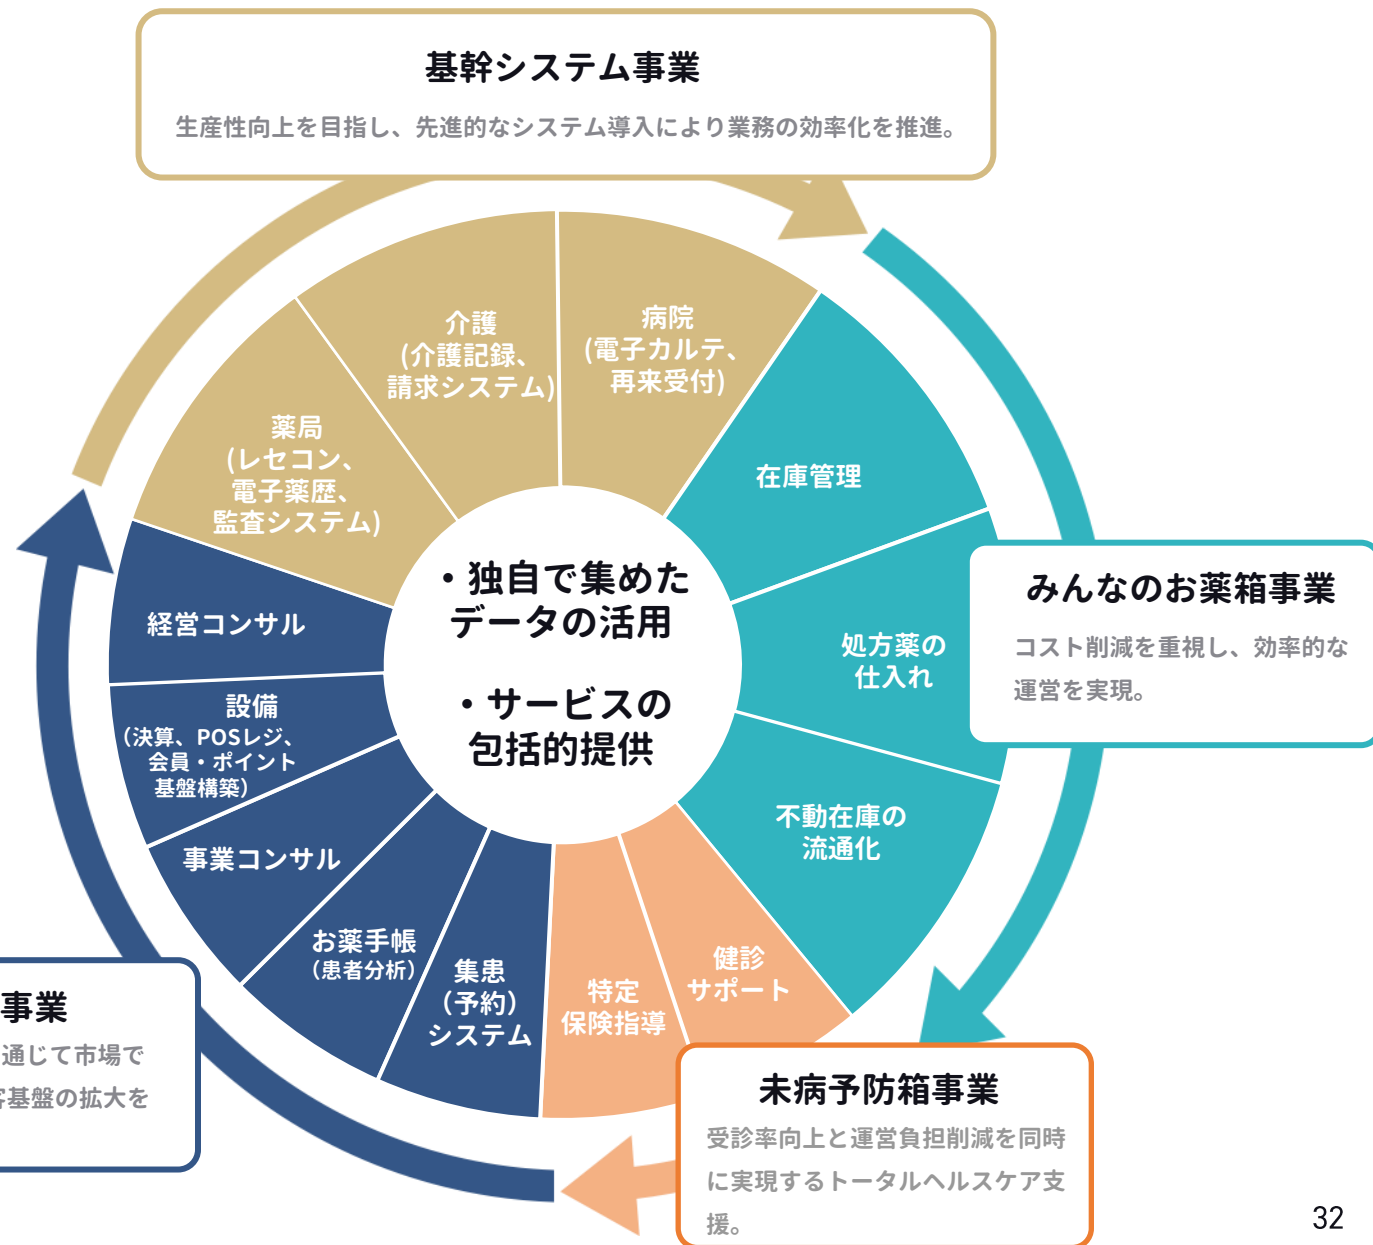 基幹システム事業
生産性向上を目指し、先進的なシステム導入により業務の効率化を推進。
病院
(電子カルテ、
再来受付)
介護
(介護記録、
請求システム)
薬局
(レセコン、
電子薬歴、
監査システム)
在庫管理
処方薬の
仕入れ
不動在庫の
流通化
みんなのお薬箱事業
コスト削減を重視し、効率的な
運営を実現。
・独自で集めた
データの活用
・サービスの
包括的提供
経営コンサル
設備
（決算、POSレジ、
会員・ポイント
基盤構築）
事業コンサル
お薬手帳
（患者分析）
集患
（予約）
システム
特定
保険指導
健診
サポート
事業
通じて市場で
基盤の拡大を
未病予防箱事業
受診率向上と運営負担削減を同時
に実現するトータルヘルスケア支
援。
32